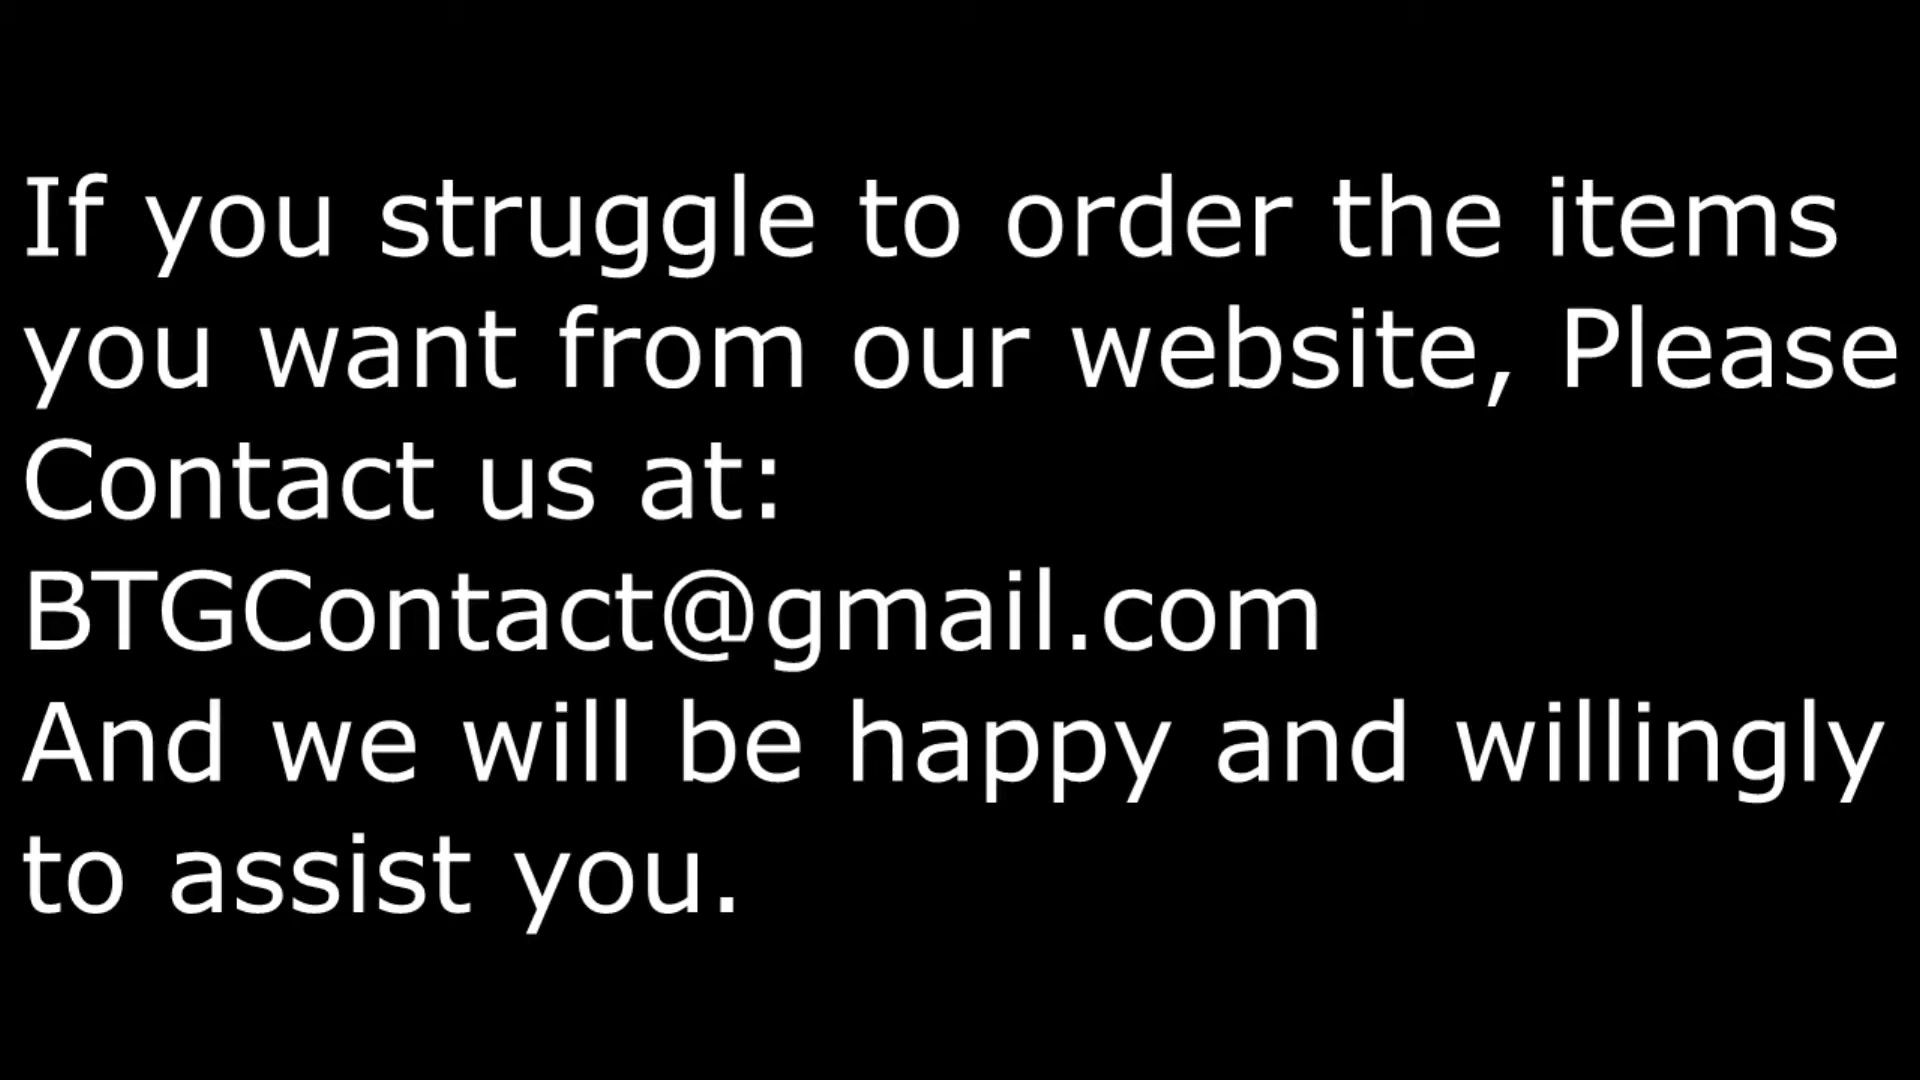 If you struggle to order the items
you want from our website, Please
Contact us at:
BTGContact@gmail.com
And we will be happy and willingly
to assist you.